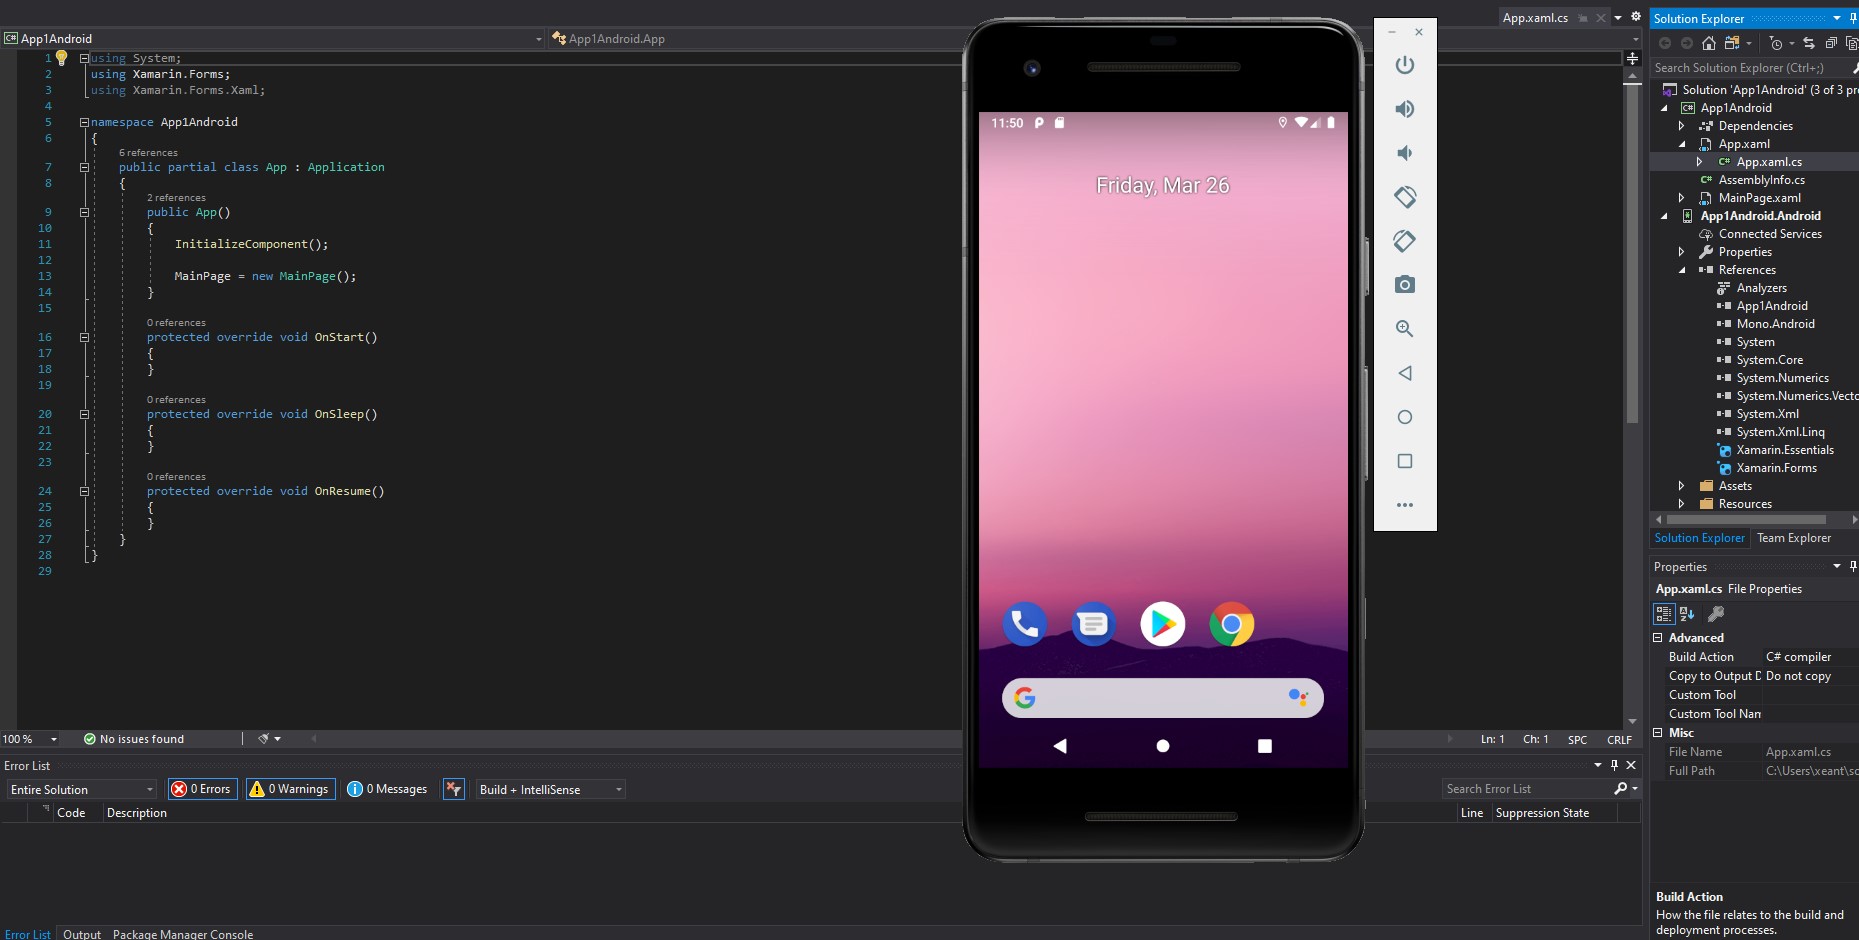 App.xaml.cs
App1Android
App1Android.App
1 using System;
2 using Xamarin.Forms;
3 using Xamarin.Forms.Xaml;
4
5 namespace App1Android
6 {
6 references
7 public partial class App : Application
8 {
2 references
9 public App()
10 {
11 InitializeComponent();
12
13 MainPage = new MainPage();
14 }
15
0 references
16 protected override void OnStart()
17 {
18 }
19
0 references
20 protected override void OnSleep()
21 {
22 }
23
0 references
24 protected override void OnResume()
25 {
26 }
27 }
28 }
29
100 %
No issues found
Ln: 1 Ch: 1 SPC CRLF
Error List
Entire Solution
0 Errors
0 Warnings
0 Messages
Build + IntelliSense
Search Error List
Code Description
Line Suppression State
Error List Output Package Manager Console
11:50
Friday, Mar 26
Solution Explorer
Search Solution Explorer (Ctrl+;)
Solution 'App1Android' (3 of 3 pr
C# App1Android
Dependencies
App.xaml
C# App.xaml.cs
C# AssemblyInfo.cs
MainPage.xaml
App1Android.Android
Connected Services
Properties
References
Analyzers
App1Android
Mono.Android
System
System.Core
System.Numerics
System.Numerics.Vecto
System.Xml
System.Xml.Linq
Xamarin.Essentials
Xamarin.Forms
Assets
Resources
Solution Explorer Team Explorer
Properties
App.xaml.cs File Properties
Advanced
Build Action C# compiler
Copy to Output D Do not copy
Custom Tool
Custom Tool Nam
Misc
File Name App.xaml.cs
Full Path C:\Users\xeant\so
Build Action
How the file relates to the build and
deployment processes.